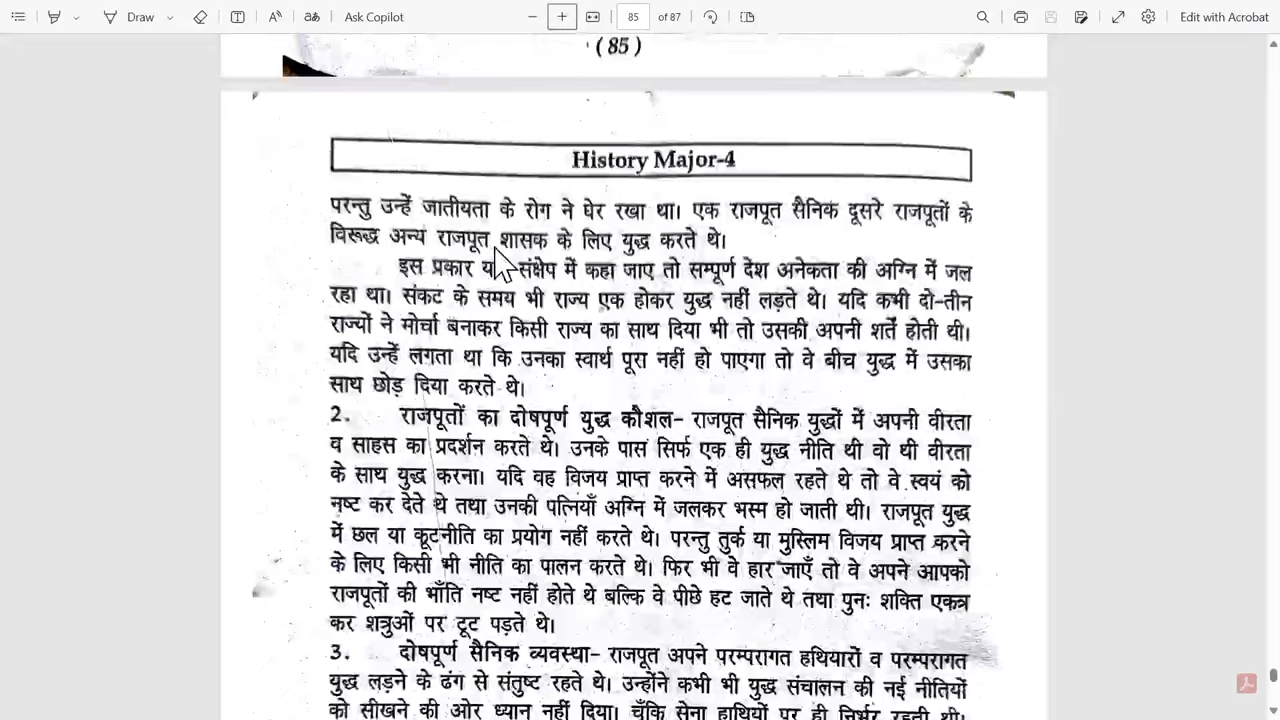 Draw
Ask Copilot
85 of 87
Edit with Acrobat
(85)
History Major-4
परन्तु उन्हें जातीयता के रोग ने घेर रखा था। एक राजपूत सैनिक दूसरे राजपूतों के
विरूद्ध अन्य राजपूत शासक के लिए युद्ध करते थे।
इस प्रकार संक्षेप में कहा जाए तो सम्पूर्ण देश अनेकता की अग्नि में जल
रहा था। संकट के समय भी राज्य एक होकर युद्ध नहीं लड़ते थे। यदि कभी दो-तीन
राज्यों ने मोर्चा बनाकर किसी राज्य का साथ दिया भी तो उसकी अपनी शर्तें होती थी।
यदि उन्हें लगता था कि उनका स्वार्थ पूरा नहीं हो पाएगा तो वे बीच युद्ध में उसका
साथ छोड़ दिया करते थे।
2. राजपूतों का दोषपूर्ण युद्ध कौशल- राजपूत सैनिक युद्धों में अपनी वीरता
व साहस का प्रदर्शन करते थे। उनके पास सिर्फ एक ही युद्ध नीति थी वो थी वीरता
के साथ युद्ध करना। यदि वह विजय प्राप्त करने में असफल रहते थे तो वे स्वयं को
नष्ट कर देते थे तथा उनकी पत्नियाँ अग्नि में जलकर भस्म हो जाती थी। राजपूत युद्ध
में छल या कूटनीति का प्रयोग नहीं करते थे। परन्तु तुर्क या मुस्लिम विजय प्राप्त करने
के लिए किसी भी नीति का पालन करते थे। फिर भी वे हार जाएँ तो वे अपने आपको
राजपूतों की भाँति नष्ट नहीं होते थे बल्कि वे पीछे हट जाते थे तथा पुनः शक्ति एकत्र
कर शत्रुओं पर टूट पड़ते थे।
3. दोषपूर्ण सैनिक व्यवस्था- राजपूत अपने परम्परागत हथियारों व परम्परागत
युद्ध लड़ने के ढंग से संतुष्ट रहते थे। उन्होंने कभी भी युद्ध संचालन की नई नीतियों
को सीखने की ओर ध्यान नहीं दिया। चूँकि सेना हाथियों पर ही निर्भर रहती थी।